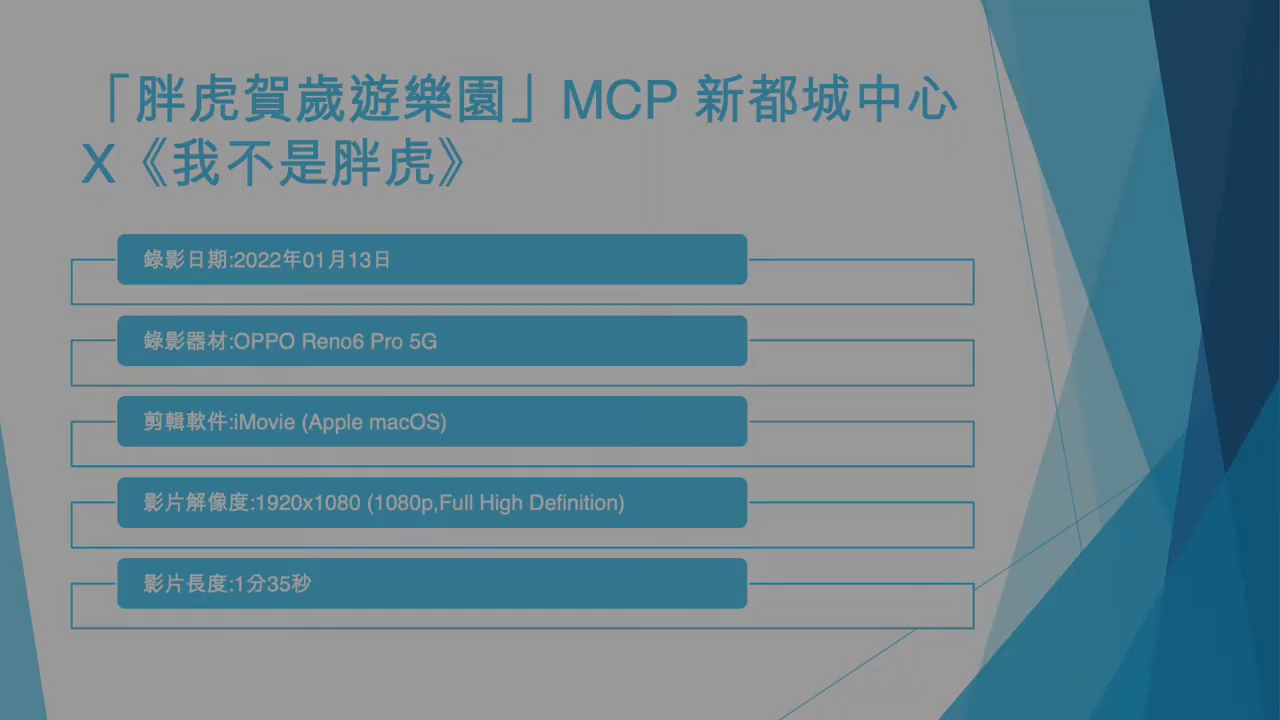 「胖虎賀歲遊樂園」MCP 新都城中心
X《我不是胖虎》
錄影日期:2022年01月13日
錄影器材:OPPO Reno6 Pro 5G
剪輯軟件:iMovie (Apple macOS)
影片解像度:1920x1080 (1080p,Full High Definition)
影片長度:1分35秒